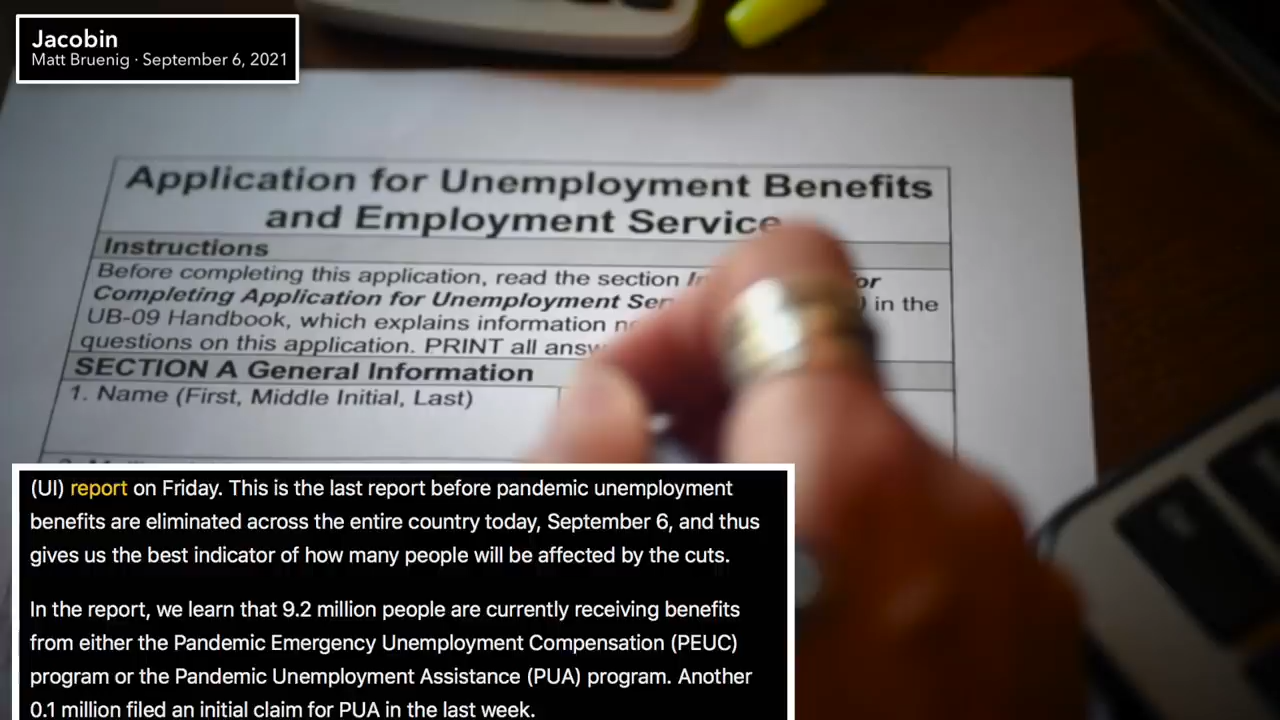 Jacobin
Matt Bruenig · September 6, 2021
Application for Unemployment Benefits
and Employment Service
Instructions
Before completing this application, read the section
Completing Application for Unemployment in the
UB-09 Handbook, which explains information
questions on this application. PRINT all
SECTION A General Information
1. Name (First, Middle Initial, Last)
(UI) report on Friday. This is the last report before pandemic unemployment
benefits are eliminated across the entire country today, September 6, and thus
gives us the best indicator of how many people will be affected by the cuts.
In the report, we learn that 9.2 million people are currently receiving benefits
from either the Pandemic Emergency Unemployment Compensation (PEUC)
program or the Pandemic Unemployment Assistance (PUA) program. Another
0.1 million filed an initial claim for PUA in the last week.